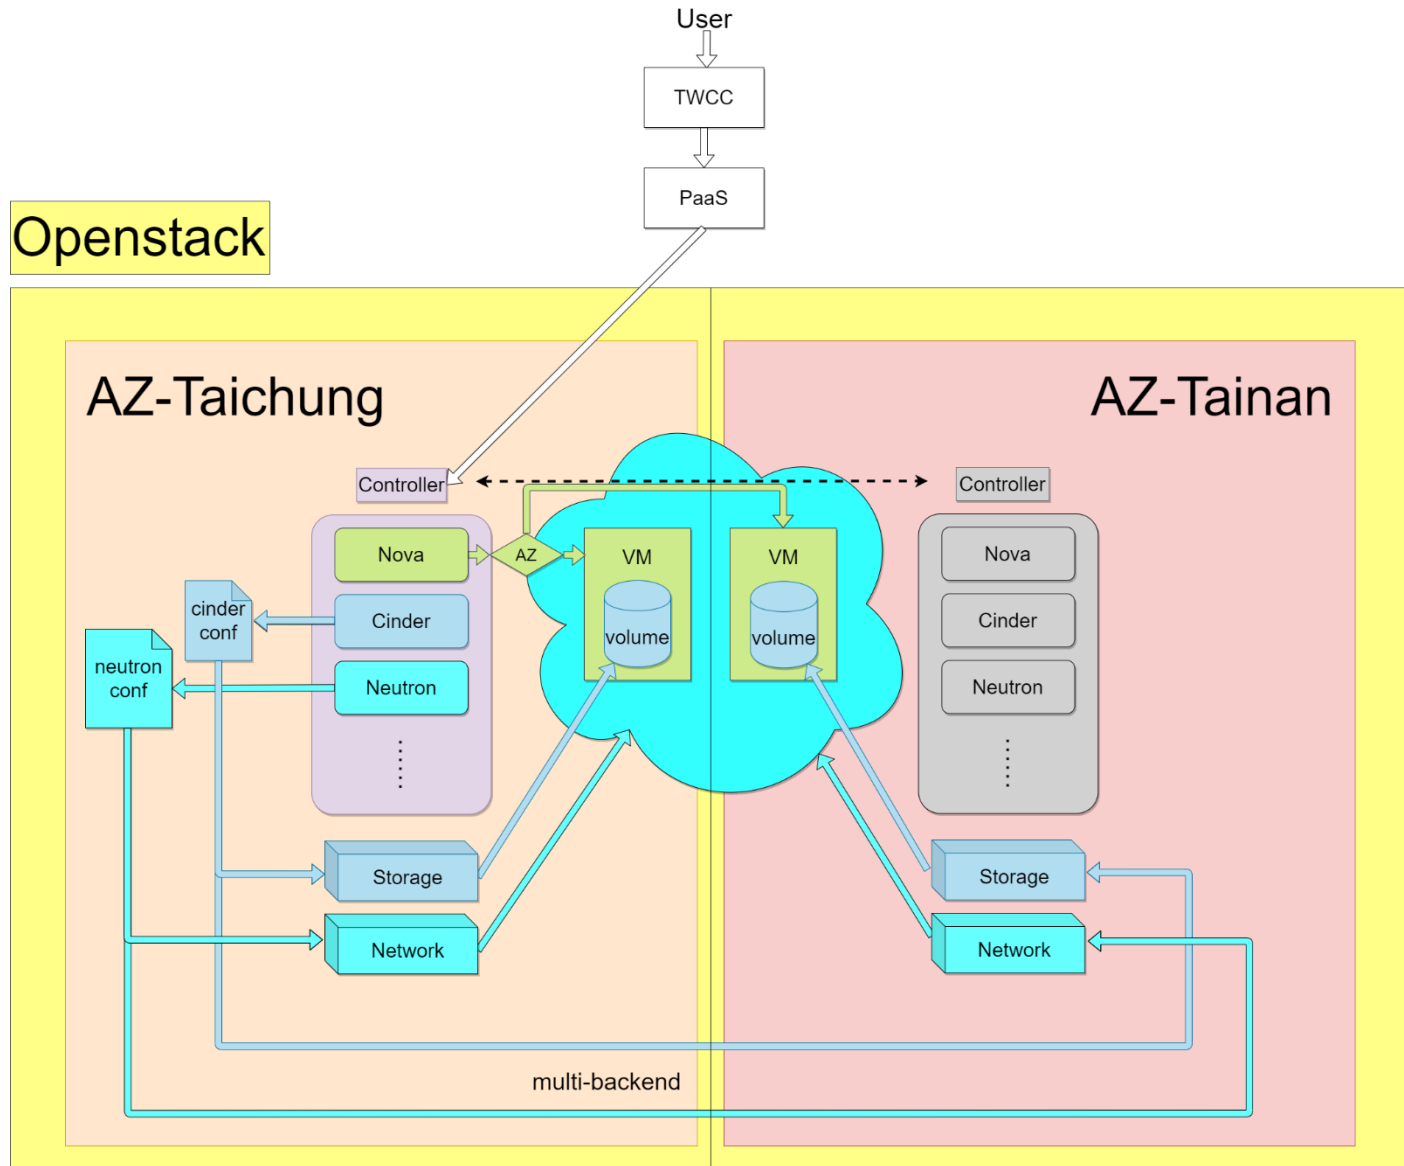 User
TWCC
PaaS
Openstack
AZ-Taichung
AZ-Tainan
Controller
Controller
Nova
AZ
VM
VM
Nova
cinder
conf
Cinder
volume
volume
Cinder
neutron
conf
Neutron
Neutron
Storage
Storage
Network
Network
multi-backend